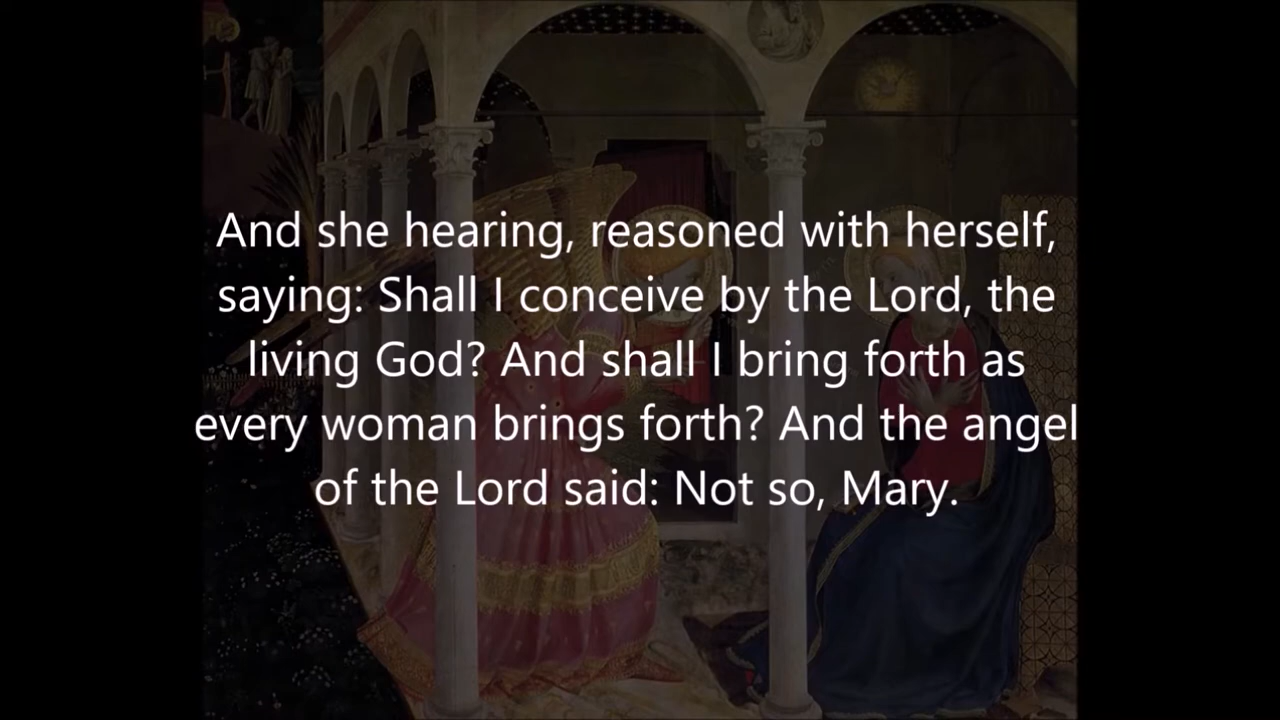 And she hearing, reasoned with herself,
saying: Shall I conceive by the Lord, the
living God? And shall I bring forth as
every woman brings forth? And the angel
of the Lord said: Not so, Mary.